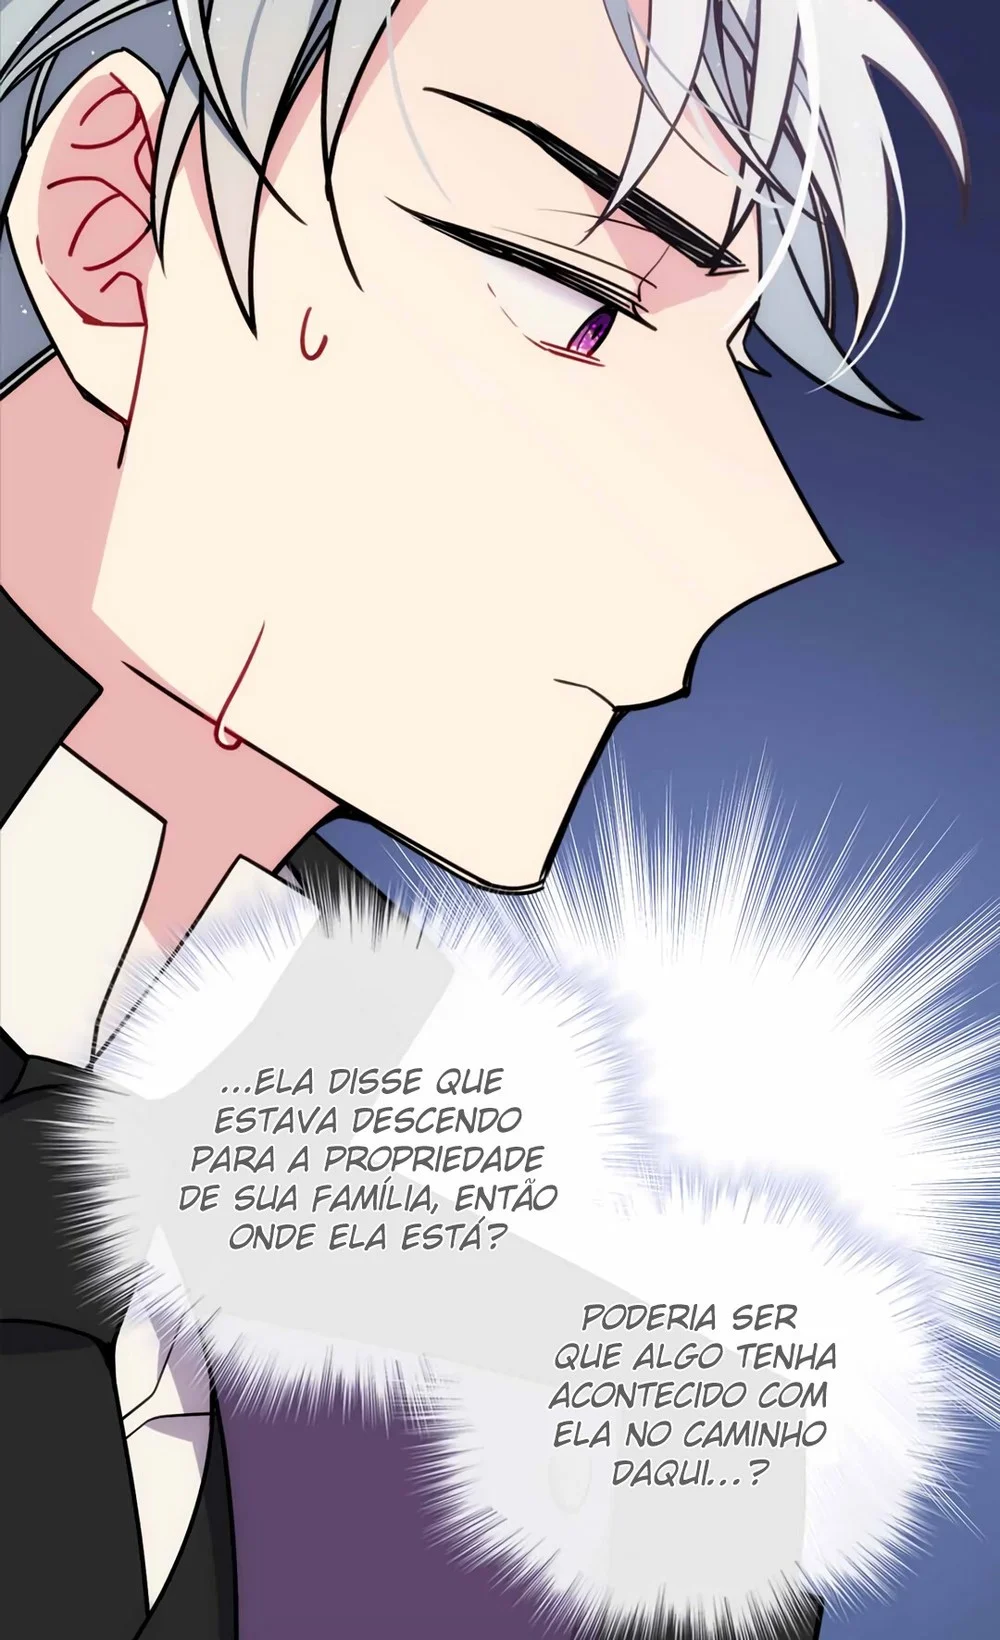 ...ELA DISSE QUE
ESTAVA DESCENDO
PARA A PROPRIEDADE
DE SUA FAMÍLIA, ENTÃO
ONDE ELA ESTÁ?
PODERIA SER
QUE ALGO TENHA
ACONTECIDO COM
ELA NO CAMINHO
DAQUI...?